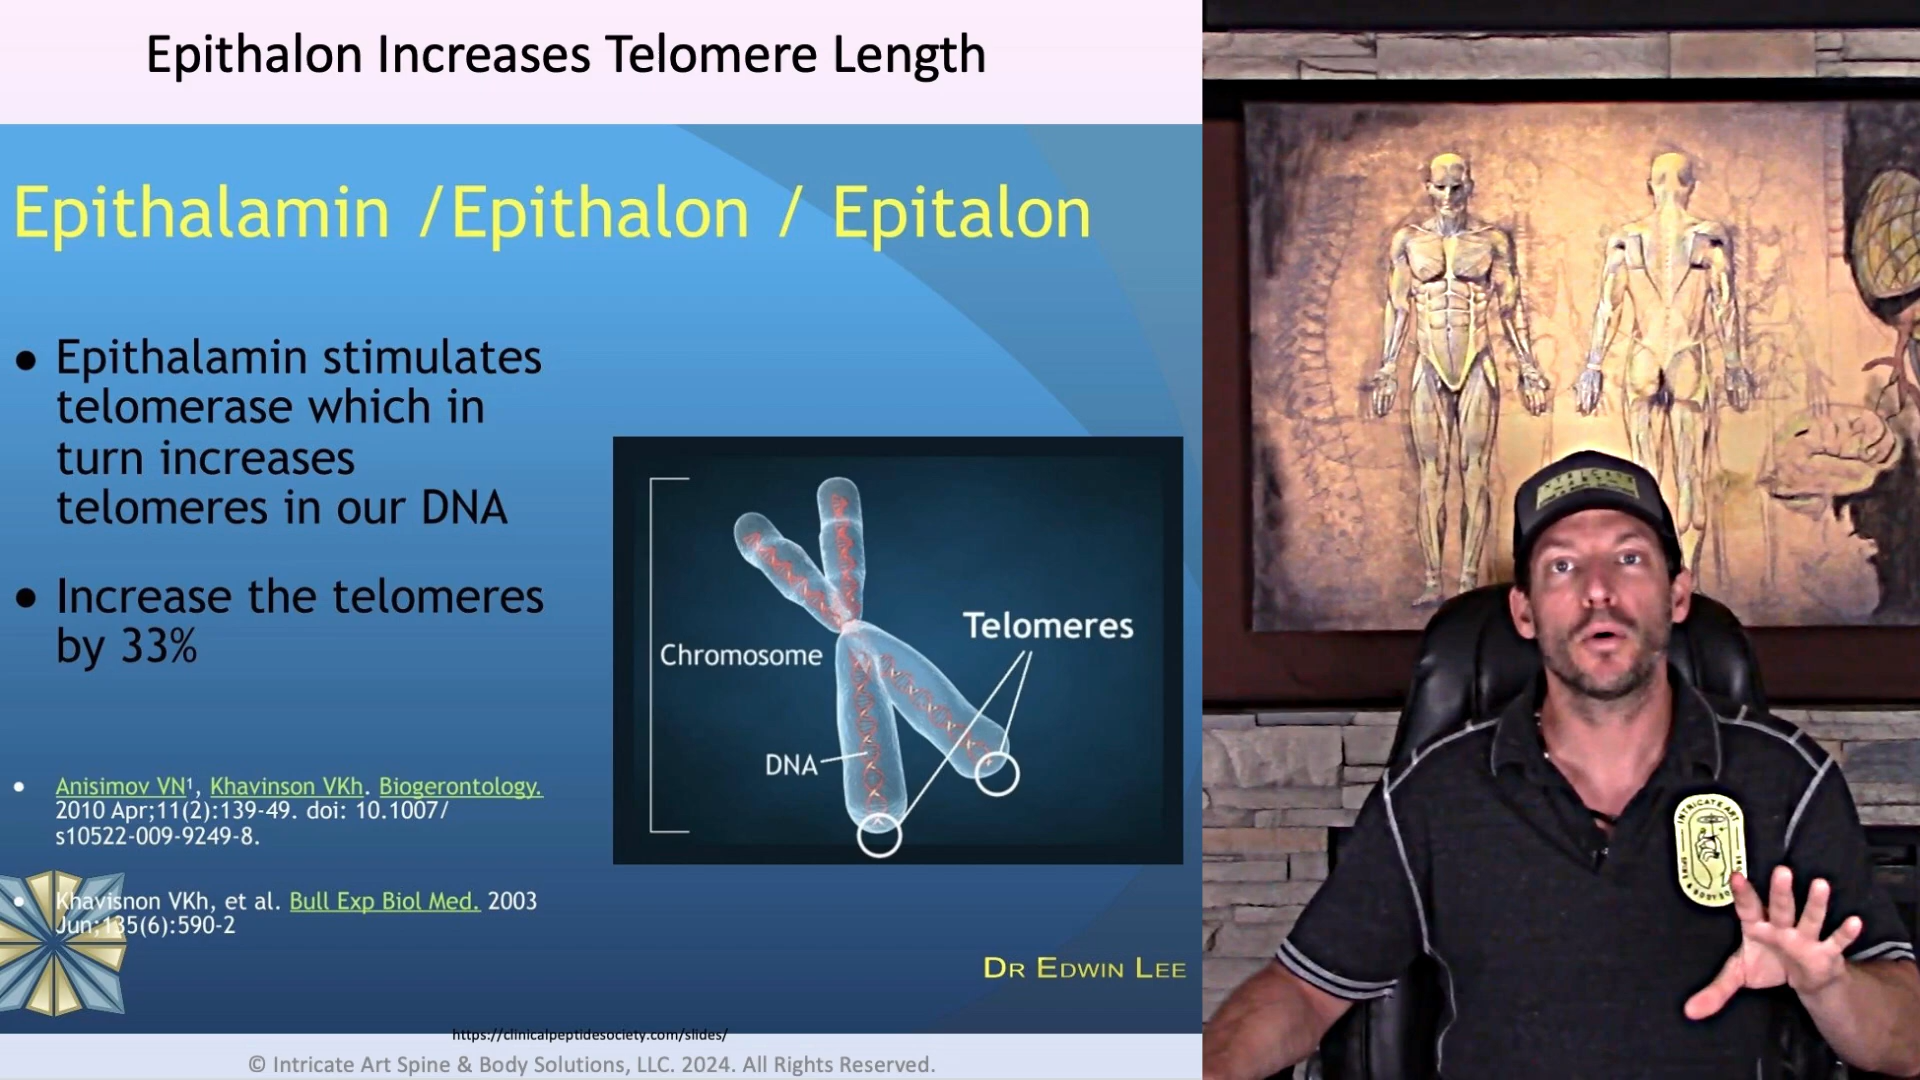 Epithalon Increases Telomere Length
Epithalamin /Epithalon / Epitalon
• Epithalamin stimulates
telomerase which in
turn increases
telomeres in our DNA
• Increase the telomeres
by 33%
Chromosome
Telomeres
DNA
• Anisimov VN¹, Khavinson VKh. Biogerontology.
2010 Apr;11(2):139-49. doi: 10.1007/
s10522-009-9249-8.
• Khavisnon VKh, et al. Bull Exp Biol Med. 2003
Jun;135(6):590-2
DR EDWIN LEE
https://clinicalpeptidesociety.com/slides/
© Intricate Art Spine & Body Solutions, LLC. 2024. All Rights Reserved.
INTRICATE
INTRICATE ART